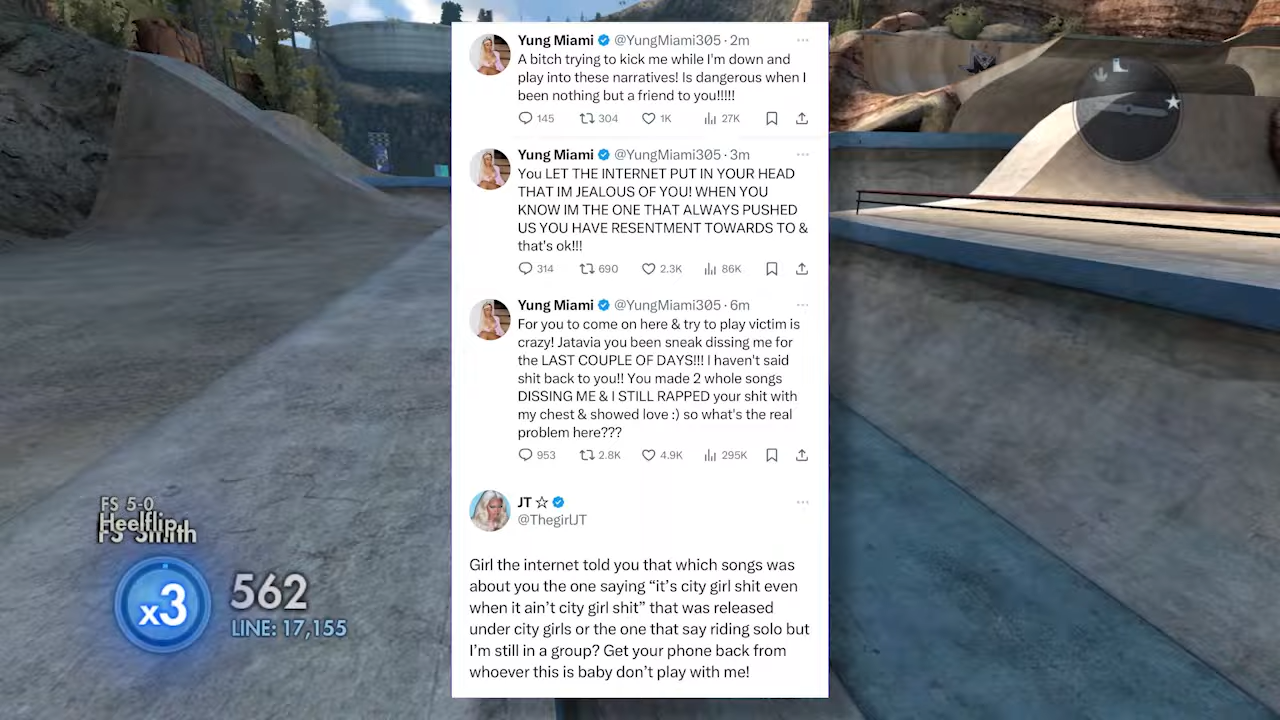 Yung Miami @YungMiami305 · 2m
A bitch trying to kick me while I'm down and
play into these narratives! Is dangerous when I
been nothing but a friend to you!!!!!
145 304 1K 27K
Yung Miami @YungMiami305 · 3m
You LET THE INTERNET PUT IN YOUR HEAD
THAT IM JEALOUS OF YOU! WHEN YOU
KNOW IM THE ONE THAT ALWAYS PUSHED
US YOU HAVE RESENTMENT TOWARDS TO &
that's ok!!!
314 690 2.3K 86K
Yung Miami @YungMiami305 · 6m
For you to come on here & try to play victim is
crazy! Jatavia you been sneak dissing me for
the LAST COUPLE OF DAYS!!! I haven't said
shit back to you!! You made 2 whole songs
DISSING ME & I STILL RAPPED your shit with
my chest & showed love :) so what's the real
problem here???
953 2.8K 4.9K 295K
JT ☆
@ThegirlJT
Girl the internet told you that which songs was
about you the one saying “it’s city girl shit even
when it ain’t city girl shit” that was released
under city girls or the one that say riding solo but
I’m still in a group? Get your phone back from
whoever this is baby don’t play with me!
FS 5-0
Heelflip
FS Smith
x3
562
LINE: 17,155